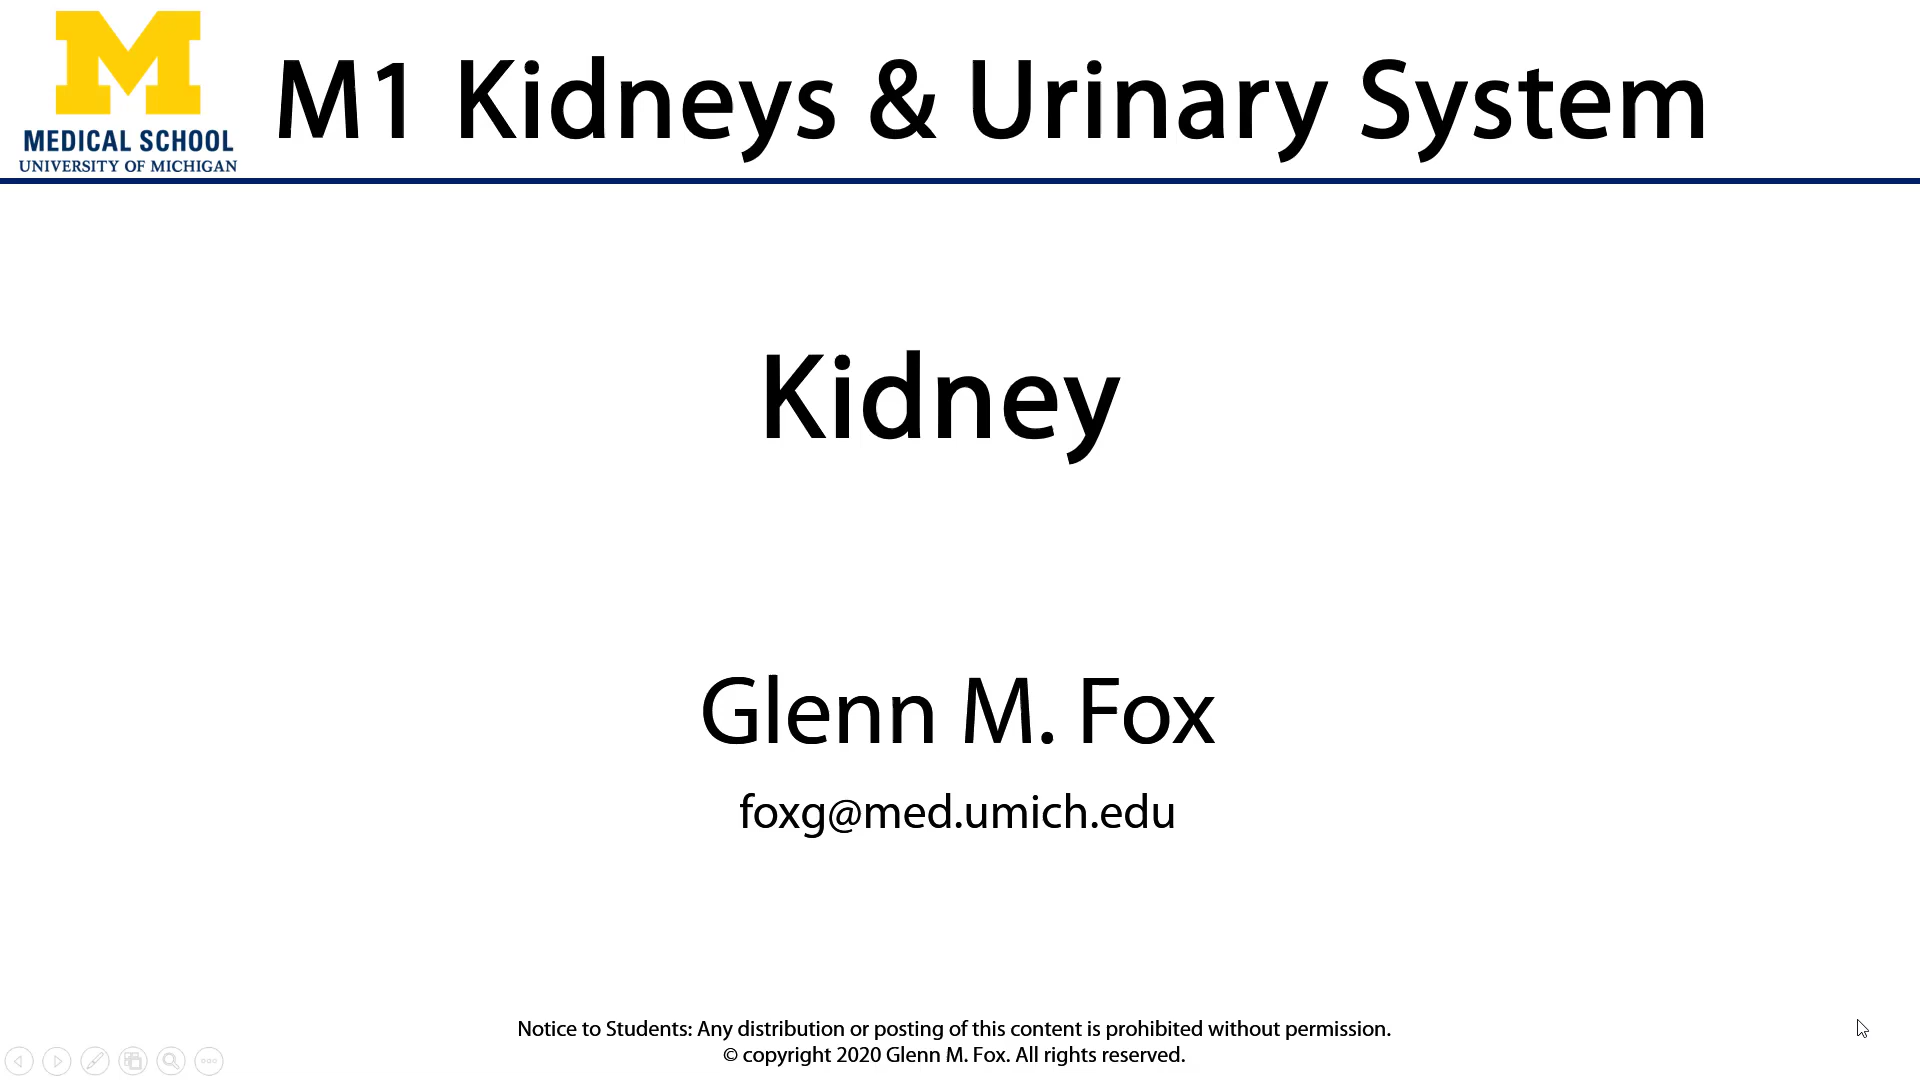 M
MEDICAL SCHOOL
UNIVERSITY OF MICHIGAN
M1 Kidneys & Urinary System
Kidney
Glenn M. Fox
foxg@med.umich.edu
Notice to Students: Any distribution or posting of this content is prohibited without permission.
© copyright 2020 Glenn M. Fox. All rights reserved.